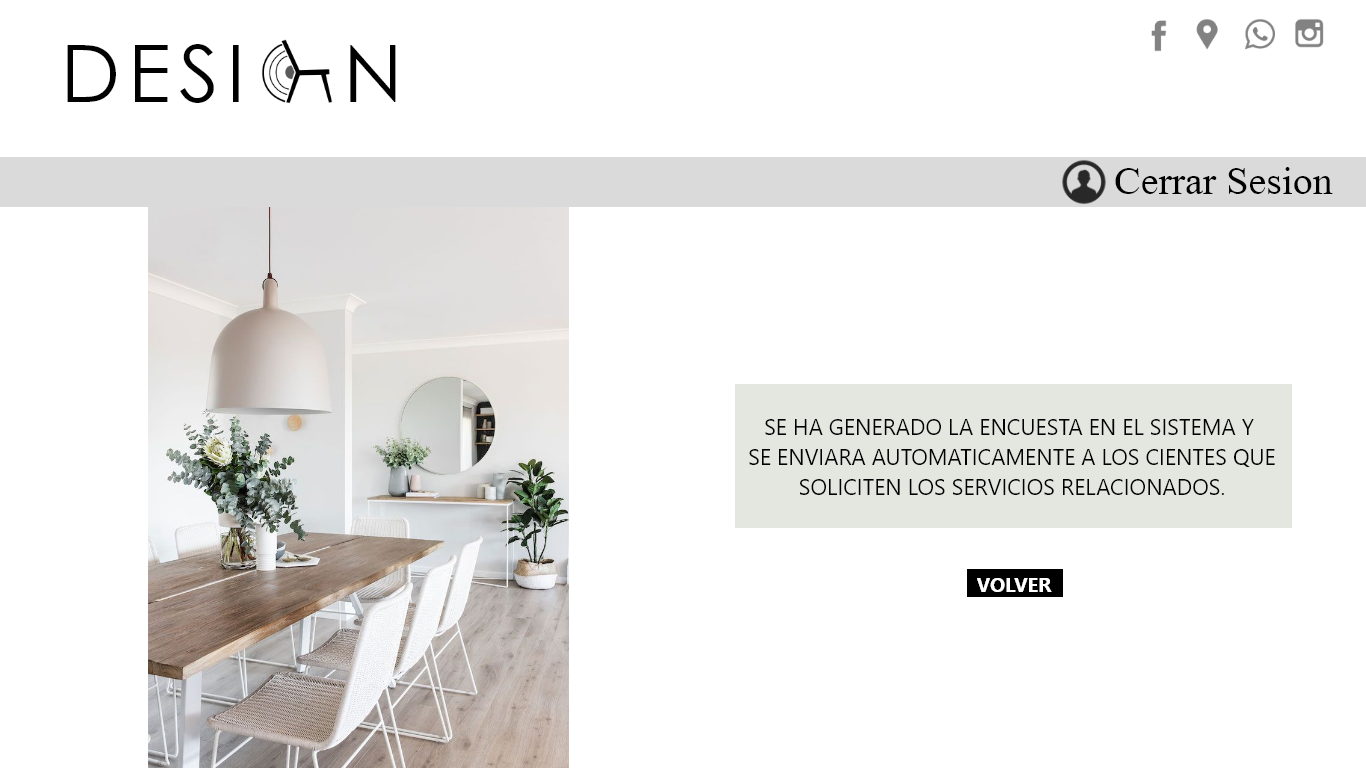 DESIGN
Cerrar Sesion
SE HA GENERADO LA ENCUESTA EN EL SISTEMA Y
SE ENVIARA AUTOMATICAMENTE A LOS CIENTES QUE
SOLICITEN LOS SERVICIOS RELACIONADOS.
VOLVER